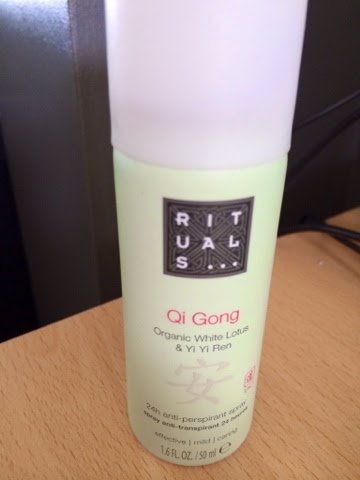 RIT
UAL
S...
Qi Gong
Organic White Lotus
& Yi Yi Ren
安
24h anti-perspirant spray
spray anti-transpirant 24 heures
effective | mild | caring
1.6 FL. OZ. / 50 ml ℮